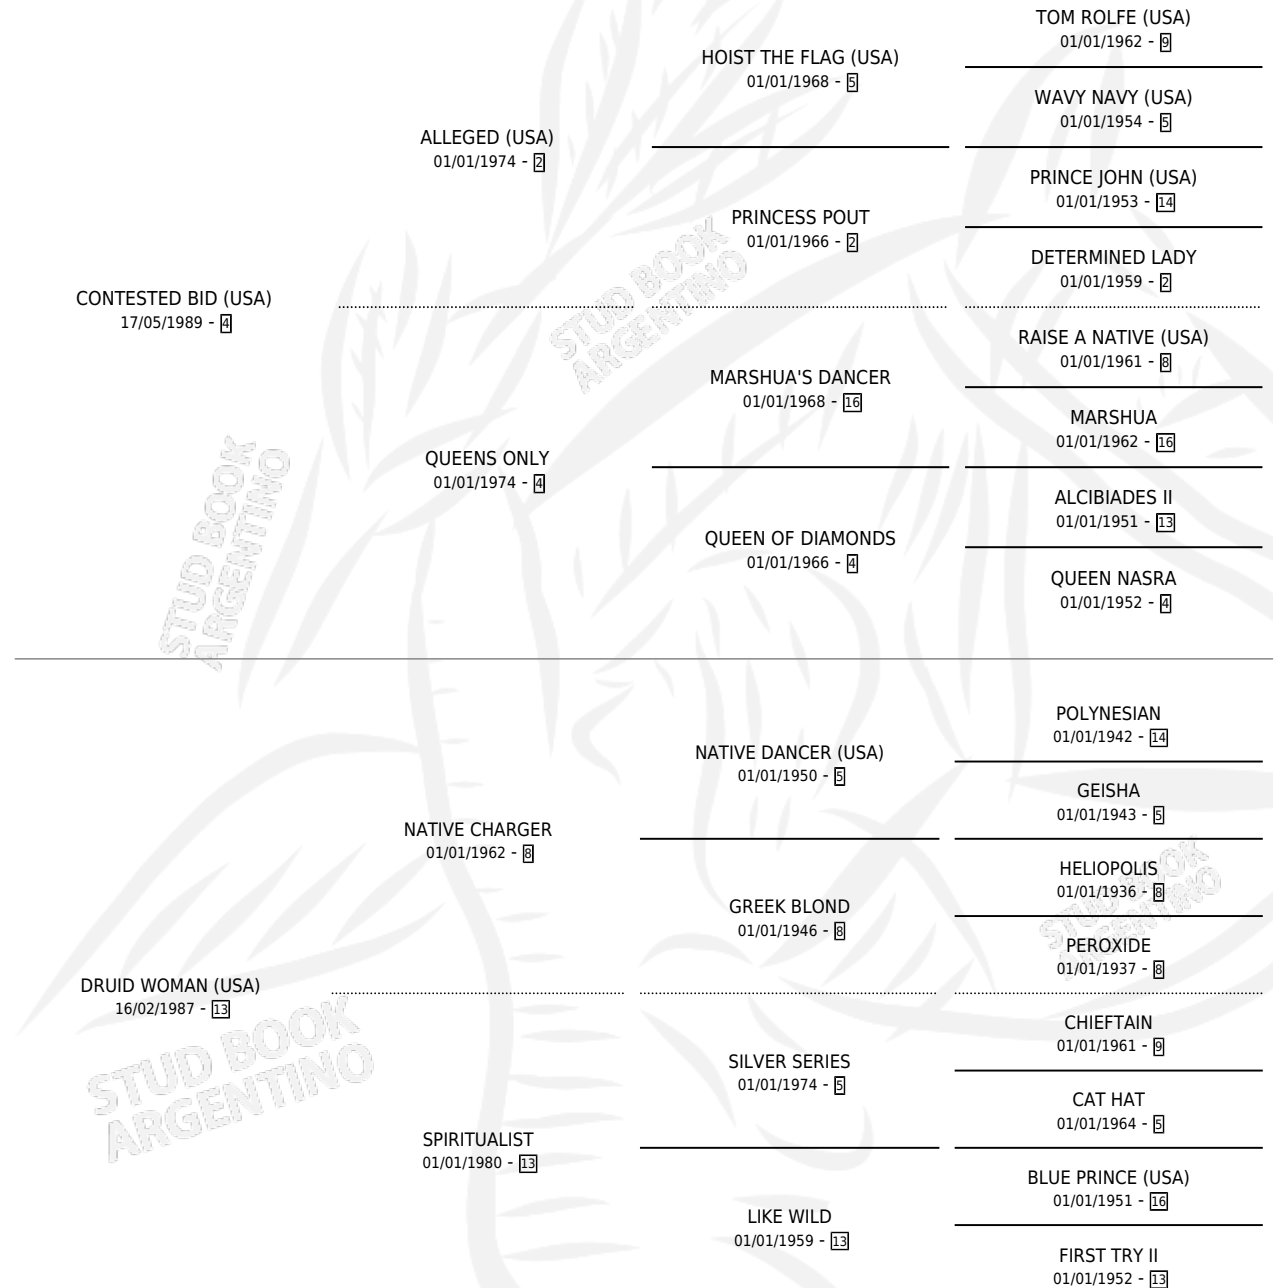 TOM ROLFE (USA)
01/01/1962 - 9
HOIST THE FLAG (USA)
01/01/1968 - 5
WAVY NAVY (USA)
01/01/1954 - 5
ALLEGED (USA)
01/01/1974 - 2
PRINCE JOHN (USA)
01/01/1953 - 14
PRINCESS POUT
01/01/1966 - 2
DETERMINED LADY
01/01/1959 - 2
CONTESTED BID (USA)
17/05/1989 - 4
STUD BOOK
ARGENTINO
RAISE A NATIVE (USA)
01/01/1961 - 8
MARSHUA'S DANCER
01/01/1968 - 16
MARSHUA
01/01/1962 - 16
QUEENS ONLY
01/01/1974 - 4
ALCIBIADES II
01/01/1951 - 13
QUEEN OF DIAMONDS
01/01/1966 - 4
QUEEN NASRA
01/01/1952 - 4
STUD BOOK
ARGENTINO
POLYNESIAN
01/01/1942 - 14
NATIVE DANCER (USA)
01/01/1950 - 5
GEISHA
01/01/1943 - 5
NATIVE CHARGER
01/01/1962 - 8
HELIOPOLIS
01/01/1936 - 8
GREEK BLOND
01/01/1946 - 8
PEROXIDE
01/01/1937 - 8
STUD BOOK
ARGENTINO
DRUID WOMAN (USA)
16/02/1987 - 13
STUD BOOK
ARGENTINO
CHIEFTAIN
01/01/1961 - 9
SILVER SERIES
01/01/1974 - 5
CAT HAT
01/01/1964 - 5
SPIRITUALIST
01/01/1980 - 13
BLUE PRINCE (USA)
01/01/1951 - 16
LIKE WILD
01/01/1959 - 13
FIRST TRY II
01/01/1952 - 13